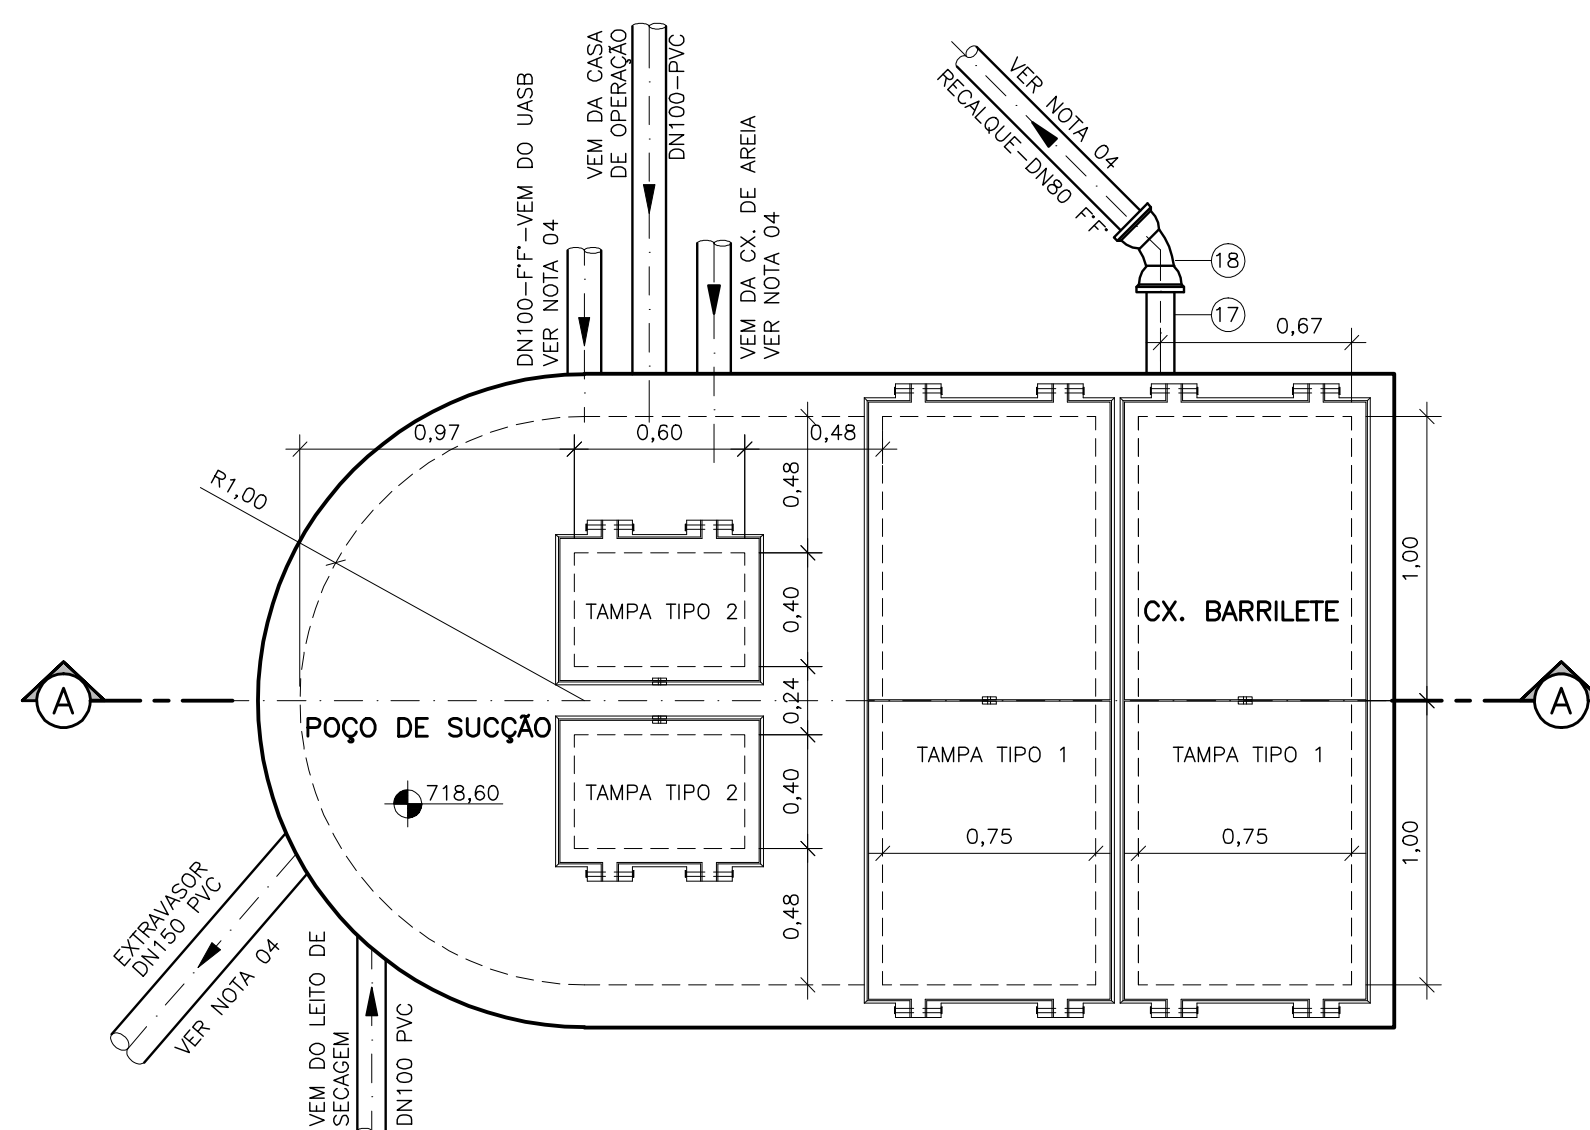 VEM DA CASA
DE OPERAÇÃO
DN100-PVC
DN100-F°F°-VEM DO UASB
VER NOTA 04
VEM DA CX. DE AREIA
VER NOTA 04
VER NOTA 04
RECALQUE-DN80 F°F°
18
17
0,67
0,97
0,60
0,48
R1,00
0,48
0,40
0,24
0,40
0,48
TAMPA TIPO 2
TAMPA TIPO 2
CX. BARRILETE
1,00
1,00
A
A
POÇO DE SUCÇÃO
718,60
TAMPA TIPO 1
TAMPA TIPO 1
0,75
0,75
EXTRAVASOR
DN150 PVC
VER NOTA 04
VEM DO LEITO DE
SECAGEM
DN100 PVC